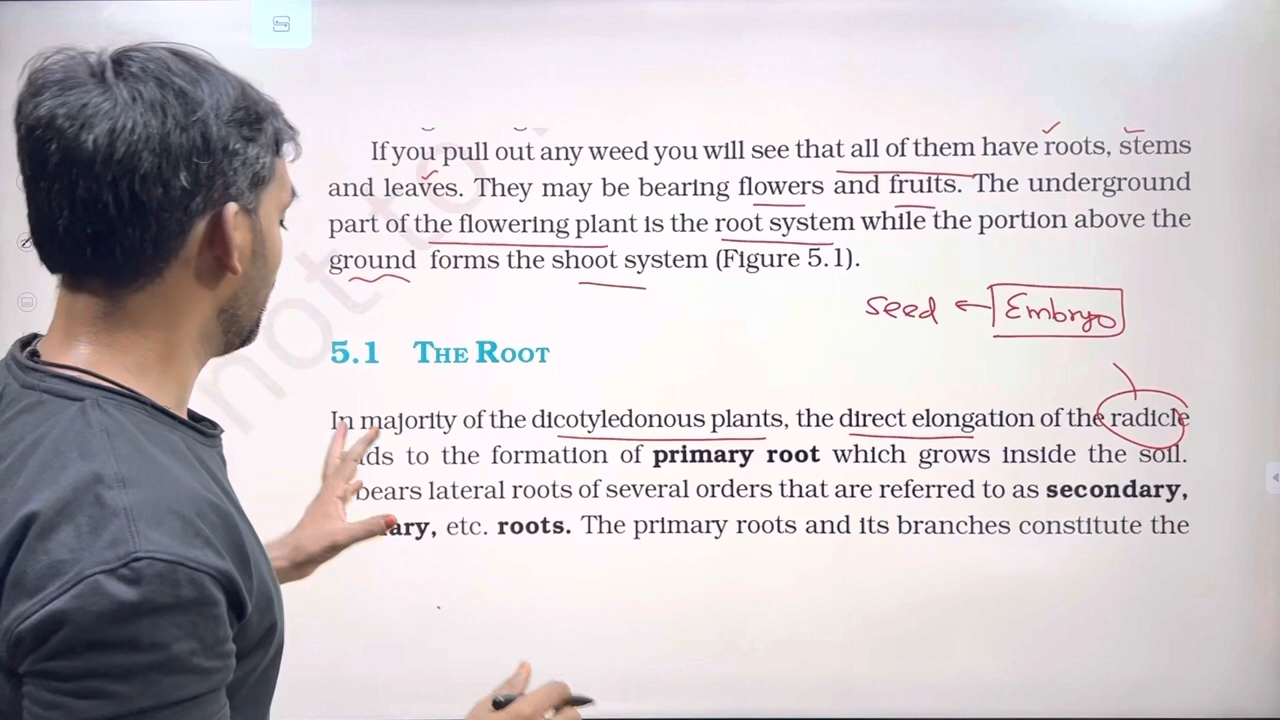 If you pull out any weed you will see that all of them have roots, stems
and leaves. They may be bearing flowers and fruits. The underground
part of the flowering plant is the root system while the portion above the
ground forms the shoot system (Figure 5.1).
seed ← Embryo
5.1 THE ROOT
In majority of the dicotyledonous plants, the direct elongation of the radicle
ds to the formation of primary root which grows inside the soil.
bears lateral roots of several orders that are referred to as secondary,
ary, etc. roots. The primary roots and its branches constitute the
not to